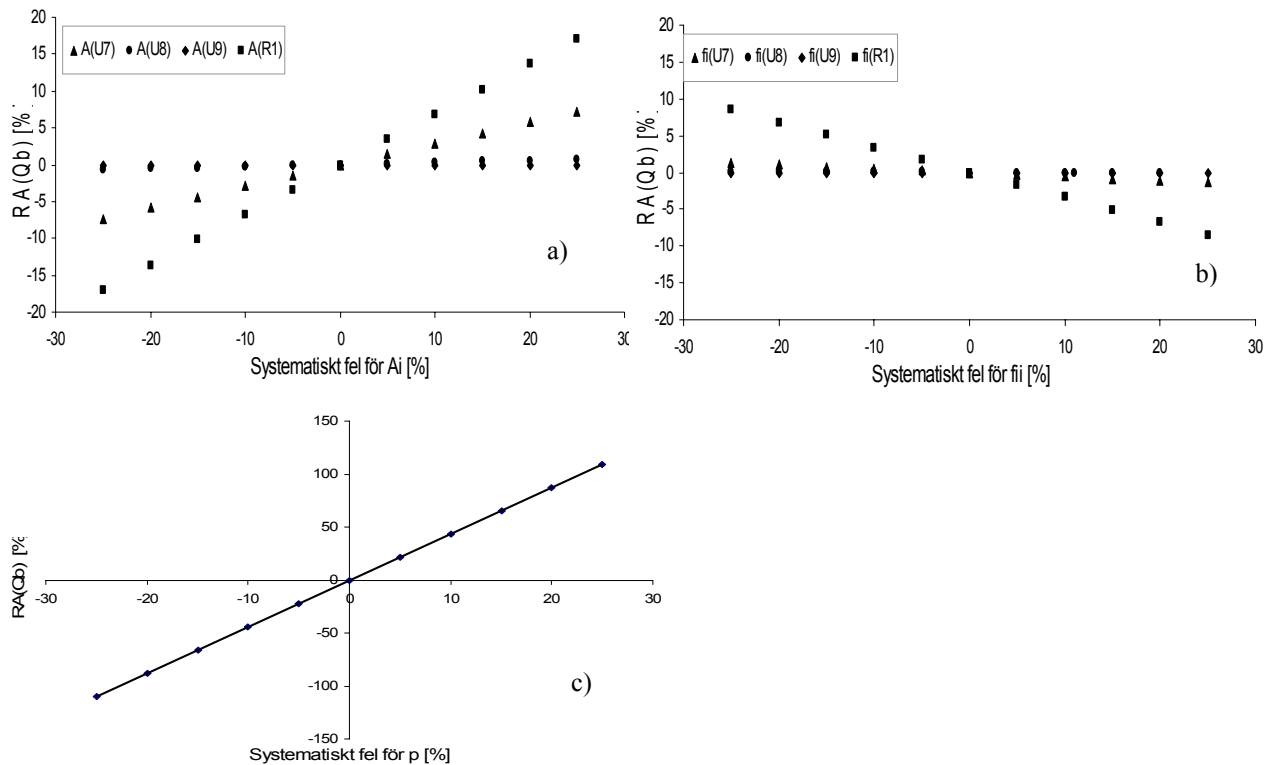 20
15
10
5
0
-5
-10
-15
-20
R A ( Q b ) [%
A(U7) A(U8) A(U9) A(R1)
a)
-30 -20 -10 0 10 20 30
Systematiskt fel för Ai [%]
20
15
10
5
0
-5
-10
-15
-20
R A ( Q b ) [%
fi(U7) fi(U8) fi(U9) fi(R1)
b)
-30 -20 -10 0 10 20 30
Systematiskt fel för fii [%]
150
100
50
0
-50
-100
-150
RA(Qb) [%
-30 -20 -10 0 10 20 30
c)
Systematiskt fel för p [%]